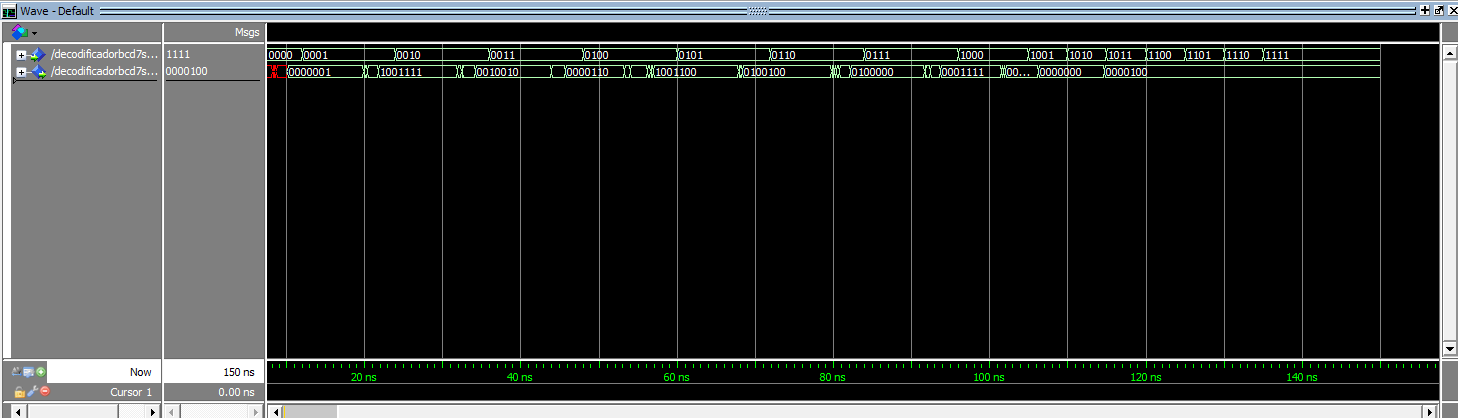 Wave - Default
Msgs
/decodificadorbcd7s... 1111 0000 0001 0010 0011 0100 0101 0110 0111 1000 1001 1010 1011 1100 1101 1110 1111
/decodificadorbcd7s... 0000100 0000001 1001111 0010010 0000110 1001100 0100100 0100000 0001111 00... 0000000 0000100
Now 150 ns 20 ns 40 ns 60 ns 80 ns 100 ns 120 ns 140 ns
Cursor 1 0.00 ns